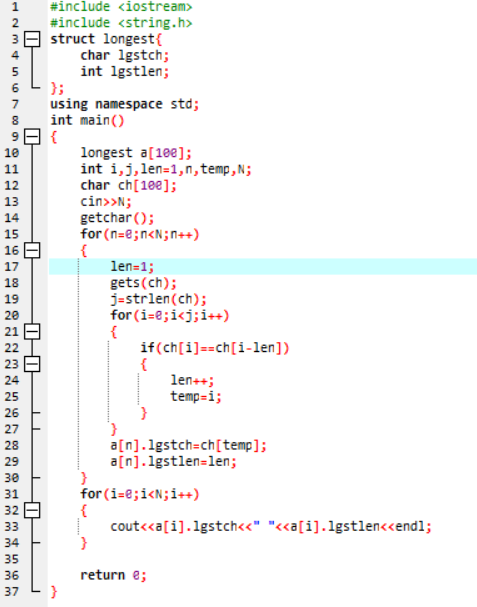 1 #include <iostream>
2 #include <string.h>
3 struct longest{
4 char lgstch;
5 int lgstlen;
6 };
7 using namespace std;
8 int main()
9 {
10 longest a[100];
11 int i,j,len=1,n,temp,N;
12 char ch[100];
13 cin>>N;
14 getchar();
15 for(n=0;n<N;n++)
16 {
17 len=1;
18 gets(ch);
19 j=strlen(ch);
20 for(i=0;i<j;i++)
21 {
22 if(ch[i]==ch[i-len])
23 {
24 len++;
25 temp=i;
26 }
27 }
28 a[n].lgstch=ch[temp];
29 a[n].lgstlen=len;
30 }
31 for(i=0;i<N;i++)
32 {
33 cout<<a[i].lgstch<<" "<<a[i].lgstlen<<endl;
34 }
35
36 return 0;
37 }